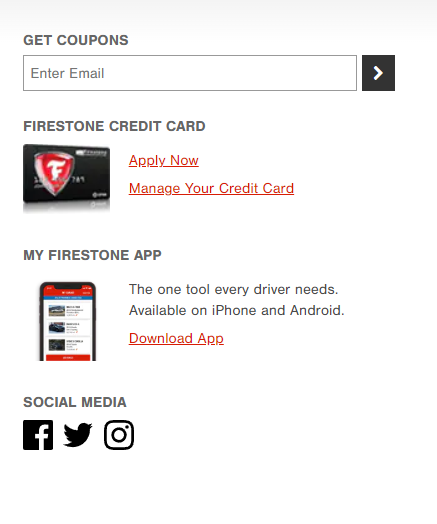 GET COUPONS
Enter Email
FIRESTONE CREDIT CARD
Apply Now
Manage Your Credit Card
MY FIRESTONE APP
The one tool every driver needs.
Available on iPhone and Android.
Download App
SOCIAL MEDIA